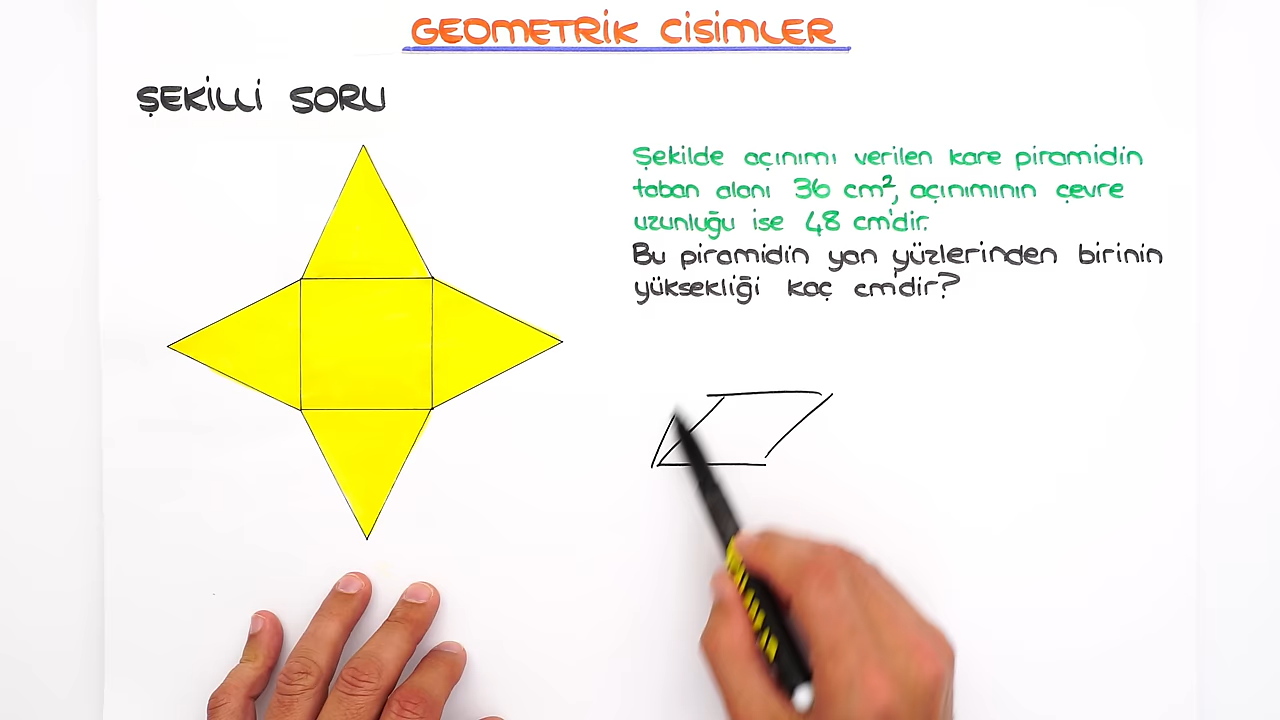 GEOMETRİK CİSİMLER
ŞEKİLLİ SORU
Şekilde açınımı verilen kare piramidin
taban alanı 36 cm², açınımının çevre
uzunluğu ise 48 cm'dir.
Bu piramidin yan yüzlerinden birinin
yüksekliği kaç cm'dir?